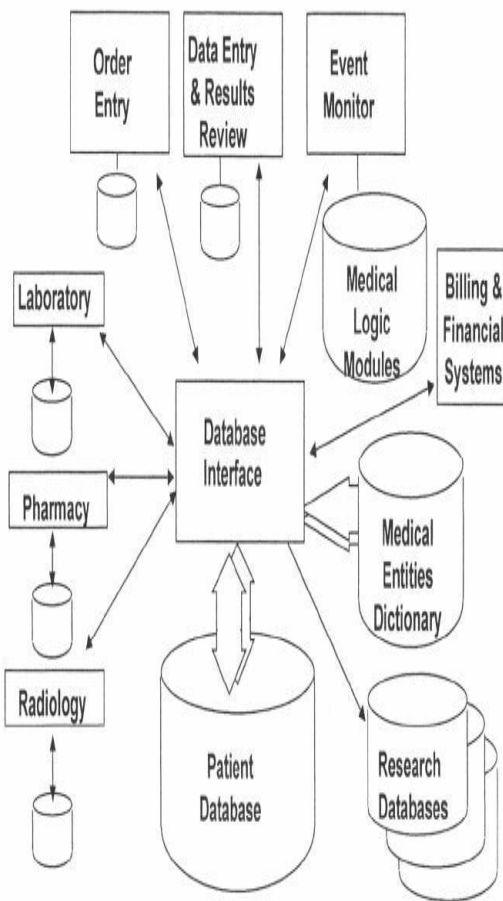 Order
Entry
Data Entry
& Results
Review
Event
Monitor
Laboratory
Medical
Logic
Modules
Billing &
Financial
Systems
Database
Interface
Pharmacy
Medical
Entities
Dictionary
Radiology
Patient
Database
Research
Databases